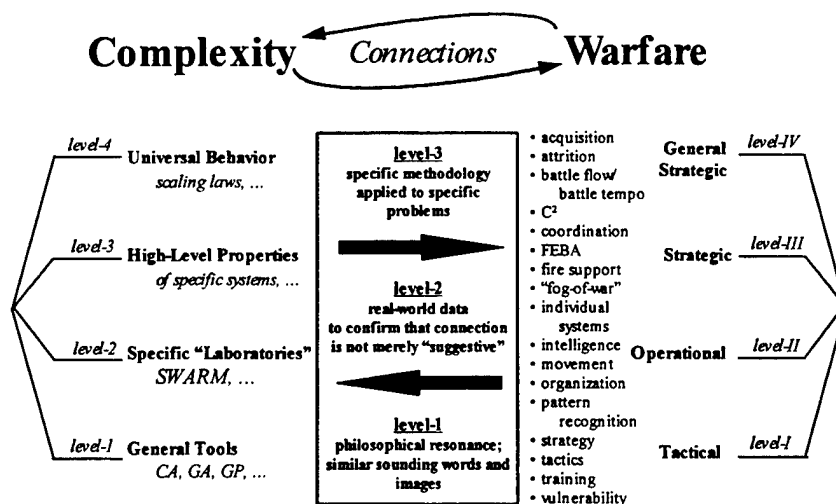 Complexity Connections Warfare
level-4
Universal Behavior
scaling laws, ...
level-3
High-Level Properties
of specific systems, ...
level-2
Specific “Laboratories”
SWARM, ...
level-1
General Tools
CA, GA, GP, ...
level-3
specific methodology
applied to specific
problems
level-2
real-world data
to confirm that connection
is not merely “suggestive”
level-1
philosophical resonance;
similar sounding words and
images
• acquisition
• attrition
• battle flow/
battle tempo
• C²
• coordination
• FEBA
• fire support
• “fog-of-war”
• individual
systems
• intelligence
• movement
• organization
• pattern
recognition
• strategy
• tactics
• training
• vulnerability
level-IV
General
Strategic
level-III
Strategic
level-II
Operational
level-I
Tactical